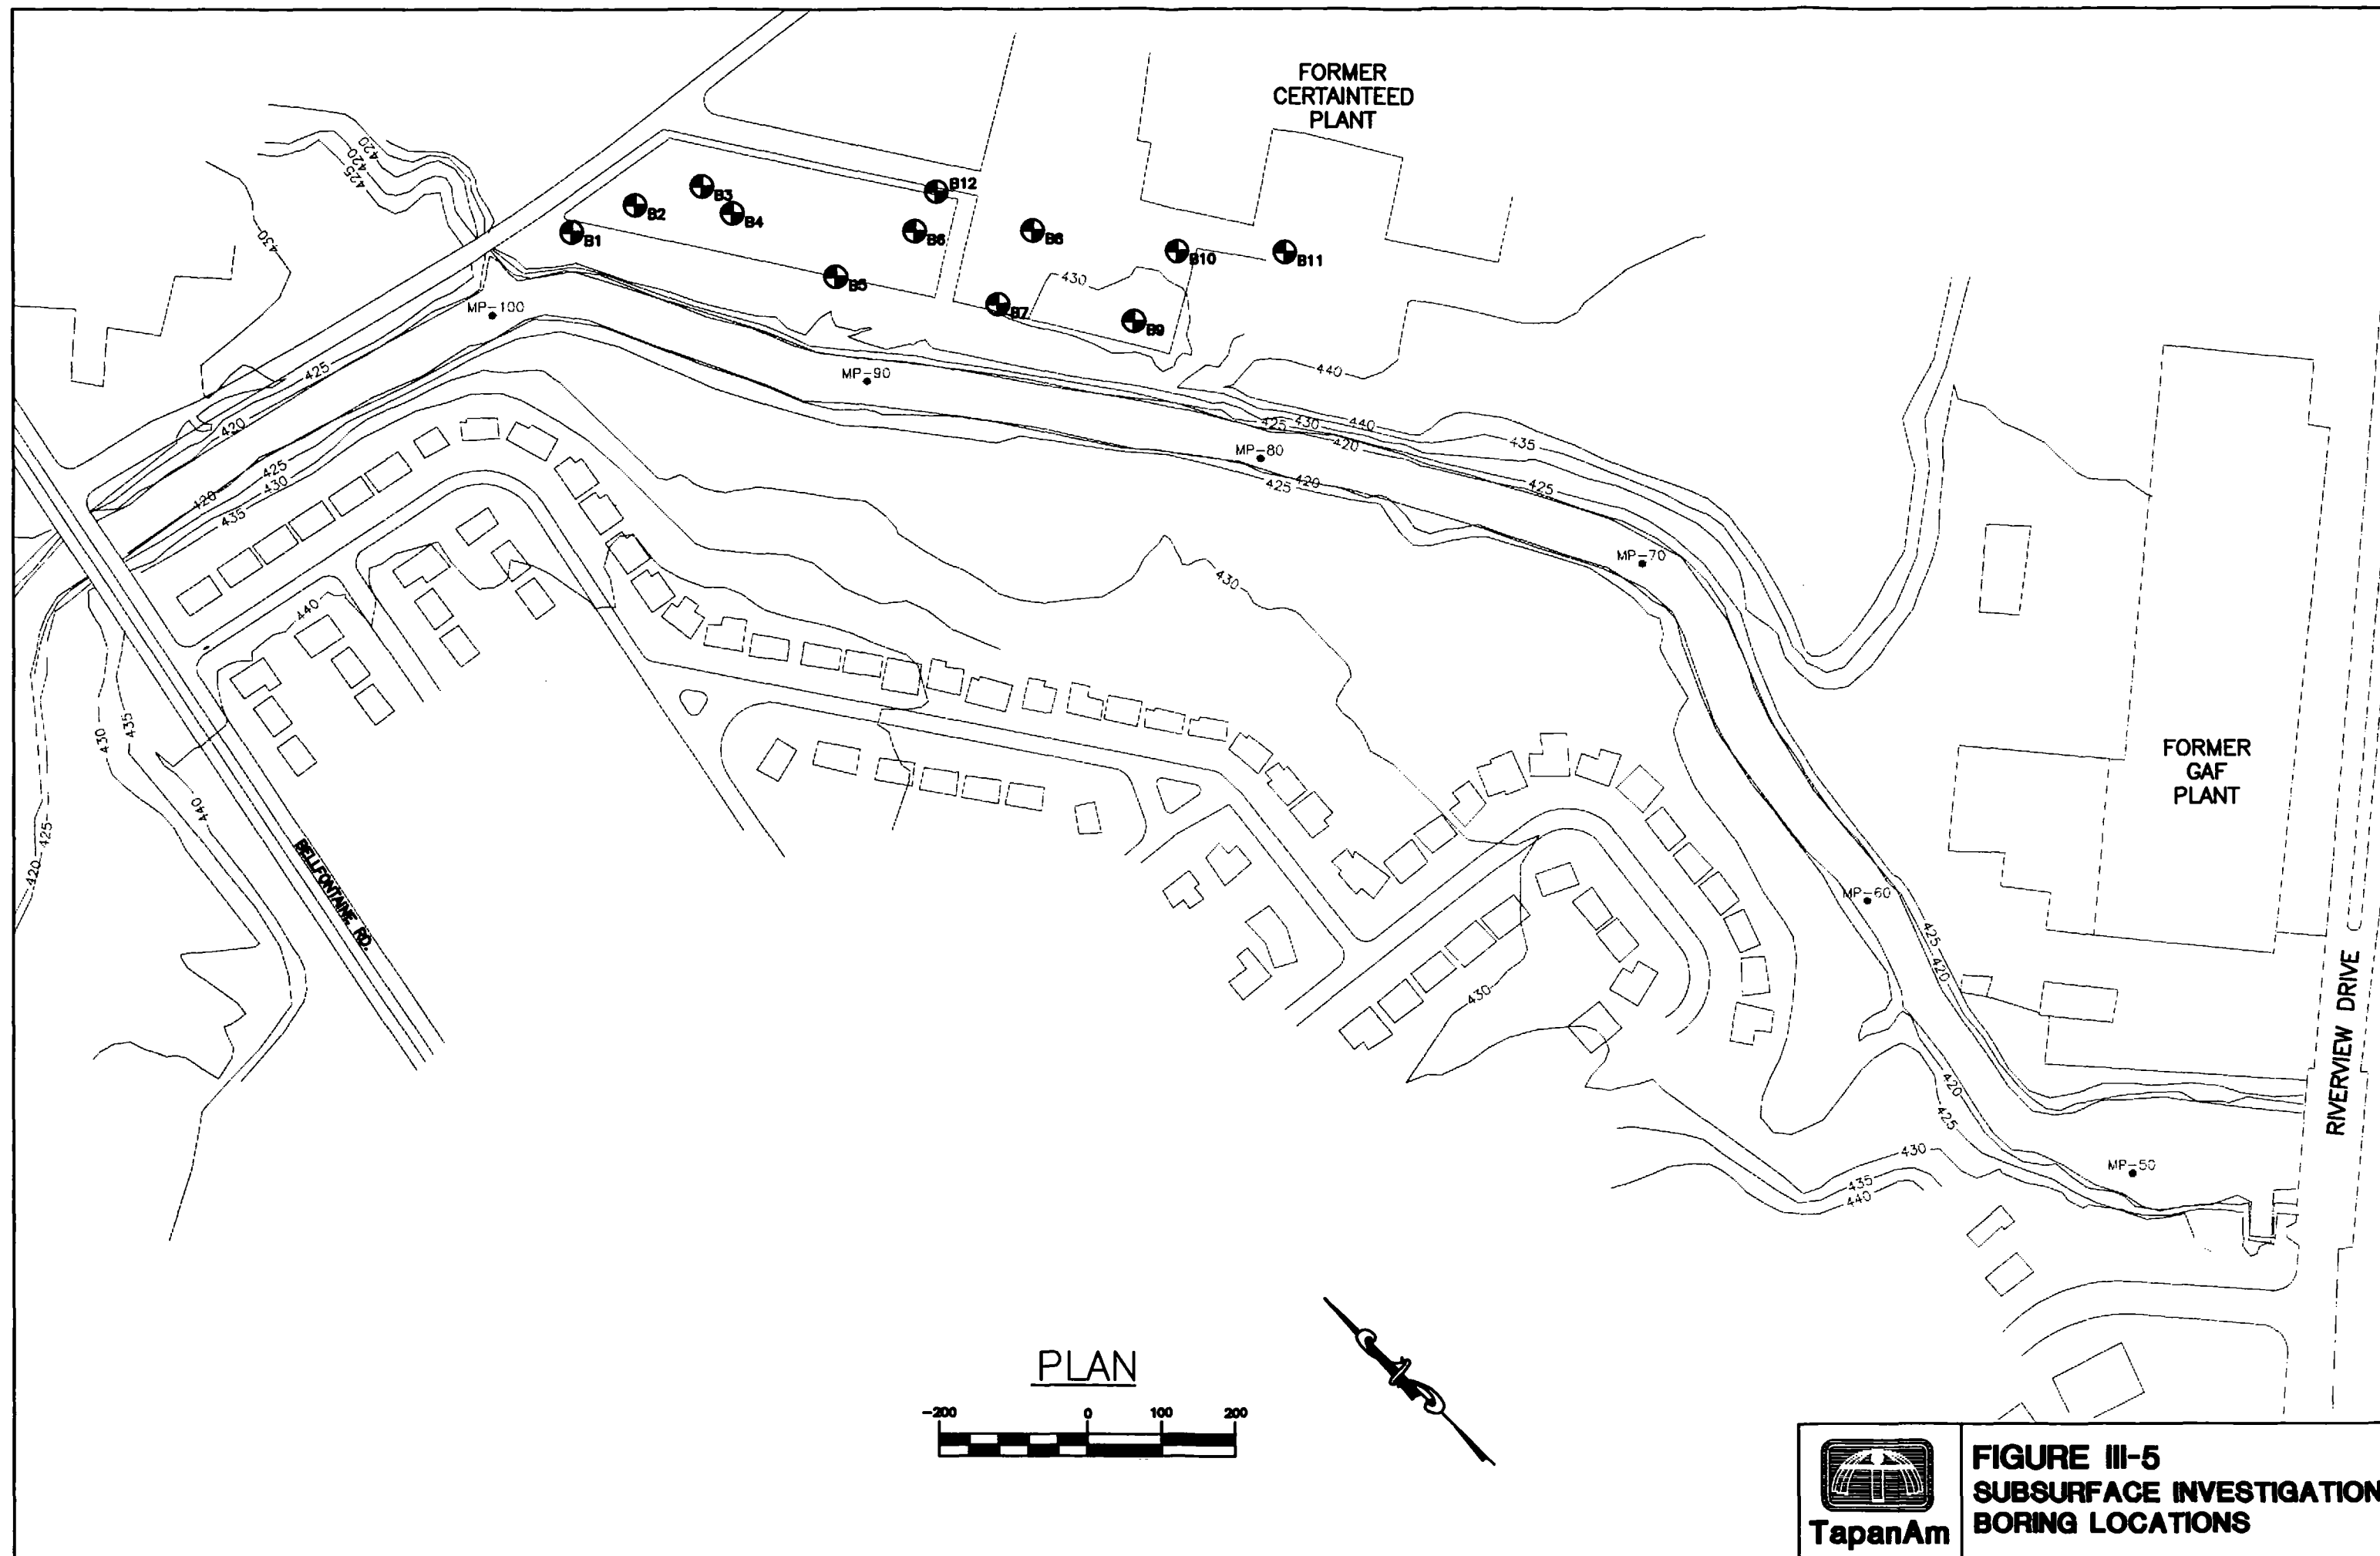 FORMER
CERTAINTEED
PLANT
420
420
425
430
B12
B3
B2
B4
B1
B6
B8
B10
B11
B5
430
B7
B9
MP-100
MP-90
440
425
420
425
430
440
435
420
MP-80
425
420
425
425
420
430
435
MP-70
430
440
430
435
440
420
425
BELLFONTAINE RD.
FORMER
GAF
PLANT
MP-60
425
420
430
RIVERVIEW DRIVE
420
425
430
435
440
MP-50
PLAN
-200 0 100 200
TapanAm
FIGURE III-5
SUBSURFACE INVESTIGATION
BORING LOCATIONS